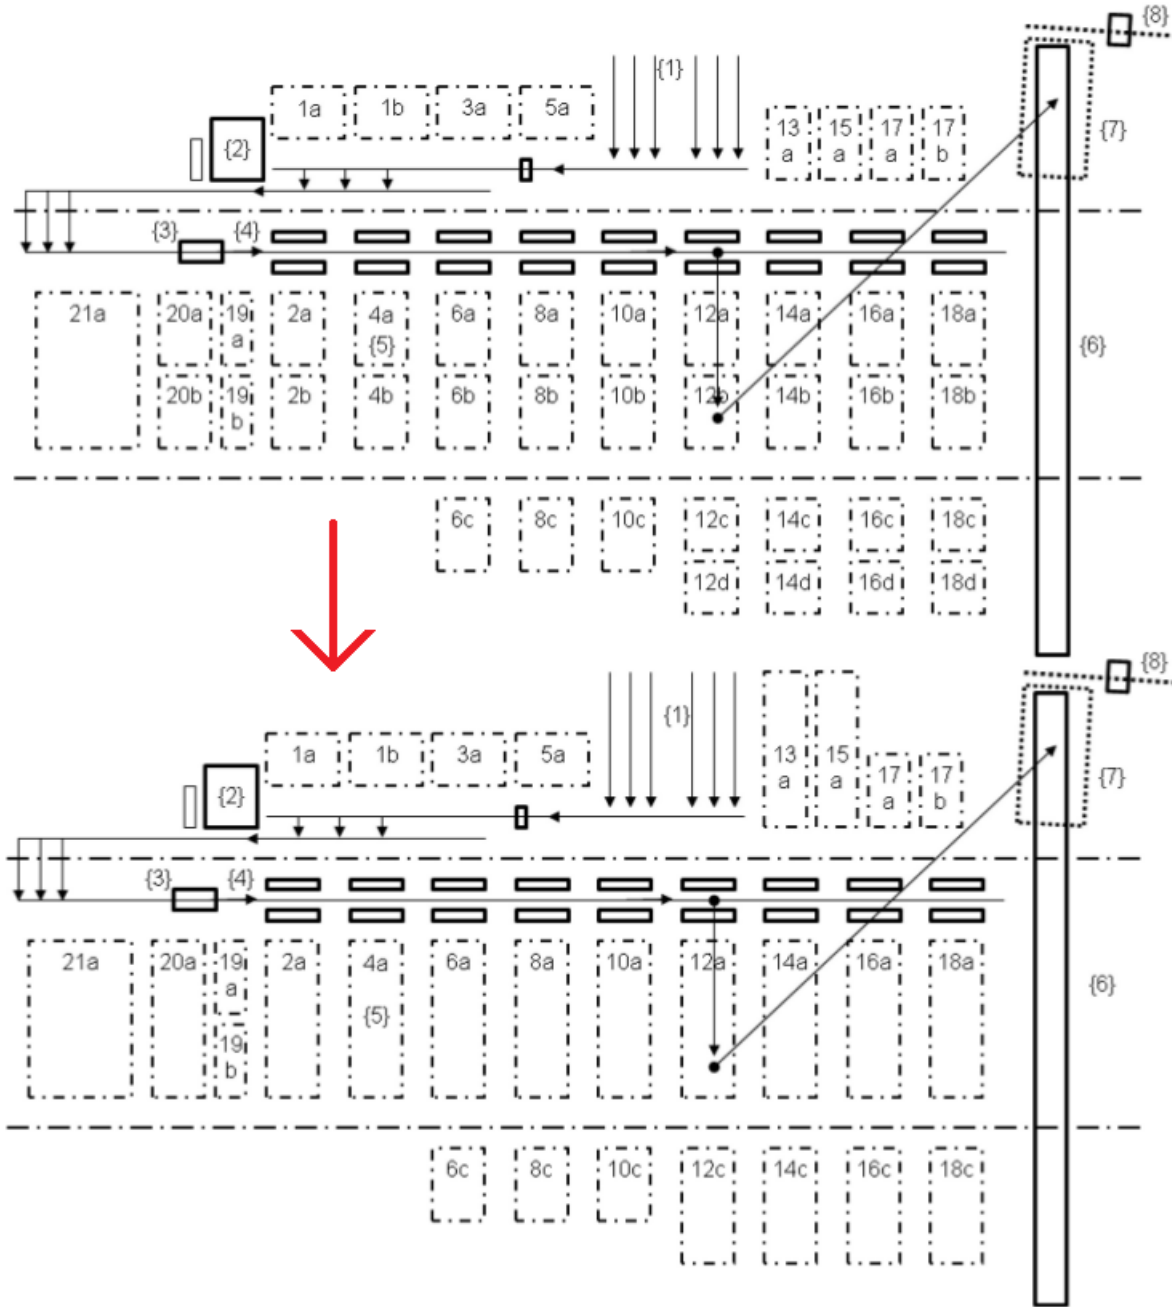 {8}
{1}
1a 1b 3a 5a
13 15 17 17
a a a b
{7}
{2}
{3} {4}
21a 20a 19 2a 4a 6a 8a 10a 12a 14a 16a 18a
a {5} {6}
20b 19 2b 4b 6b 8b 10b 12b 14b 16b 18b
b
6c 8c 10c 12c 14c 16c 18c
12d 14d 16d 18d
{8}
{1}
1a 1b 3a 5a 13 15
a a
17 17
a b
{7}
{2}
{3} {4}
21a 20a 19 2a 4a 6a 8a 10a 12a 14a 16a 18a
a {6}
{5}
19
b
6c 8c 10c 12c 14c 16c 18c